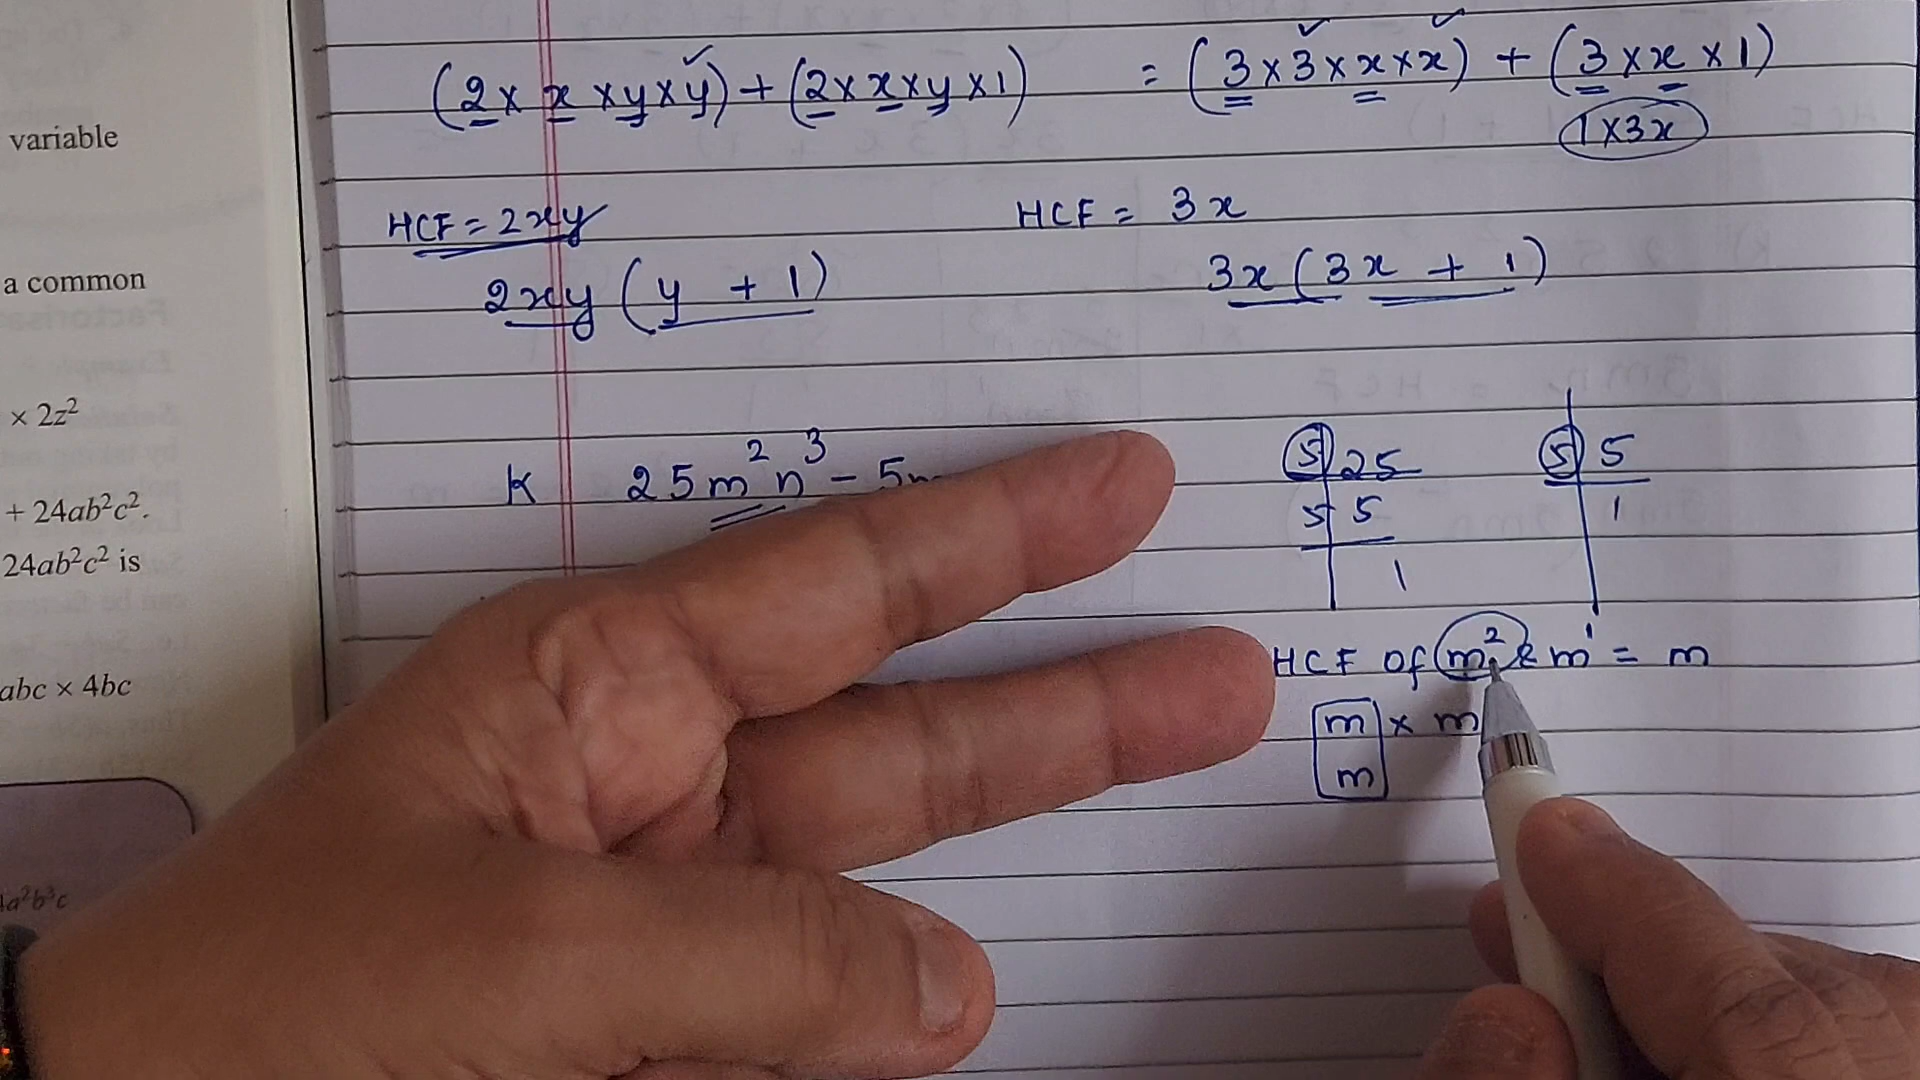 variable
a common
× 2z²
+ 24ab²c².
24ab²c² is
abc × 4bc
a²b³c
(2 × x × y × y) + (2 × x × y × 1)
= (3 × 3 × x × x) + (3 × x × 1)
1 × 3x
HCF = 2xy
2xy (y + 1)
HCF = 3x
3x (3x + 1)
K 25m²n³ - 5
5 25
5 5
1
5 5
1
HCF of m² & m¹ = m
m × m
m